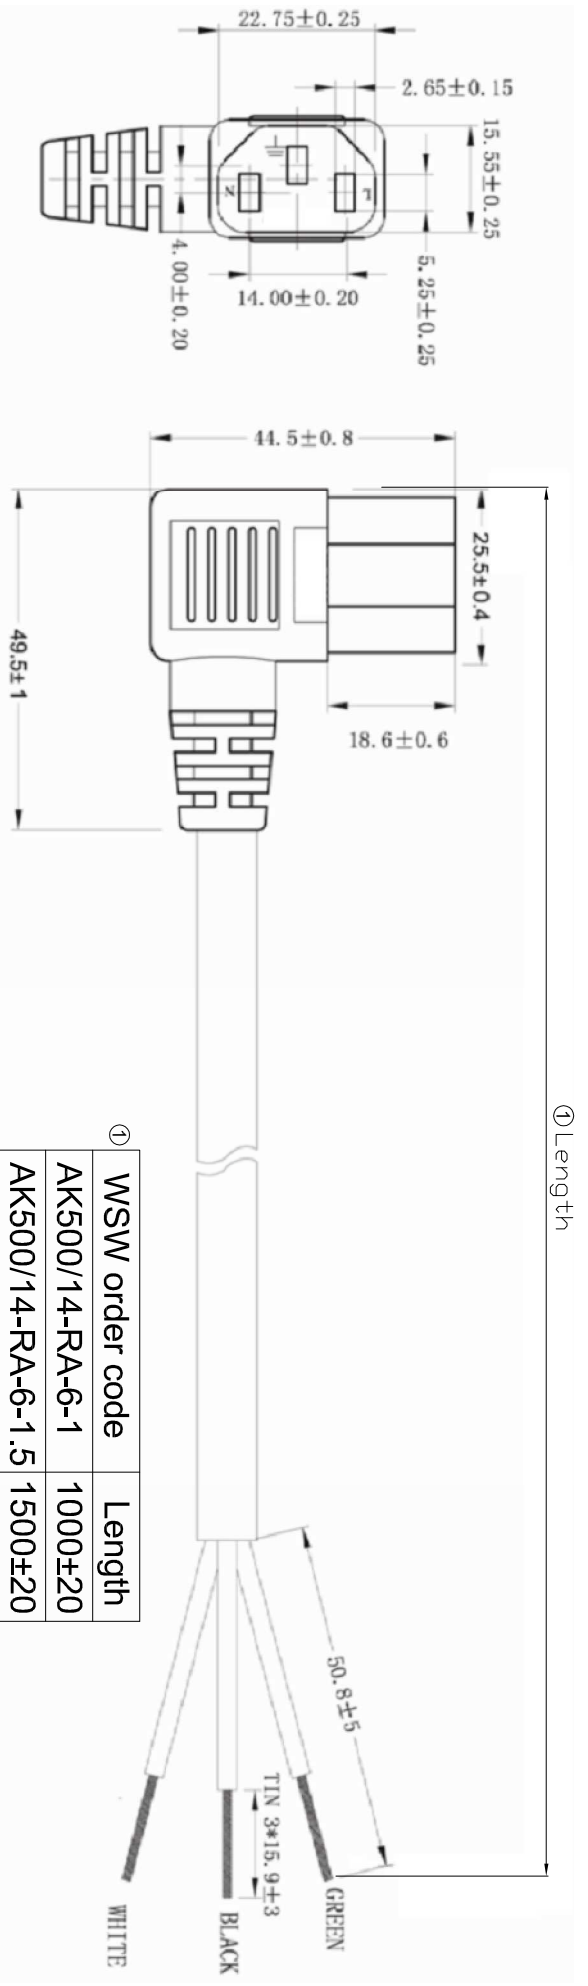 22.75±0.25
2.65±0.15
15.55±0.25
N
L
4.00±0.20
14.00±0.20
5.25±0.25
44.5±0.8
25.5±0.4
18.6±0.6
49.5±1
①Length
① WSW order code Length
AK500/14-RA-6-1 1000±20
AK500/14-RA-6-1.5 1500±20
50.8±5
TIN 3*15.9±3
GREEN
BLACK
WHITE